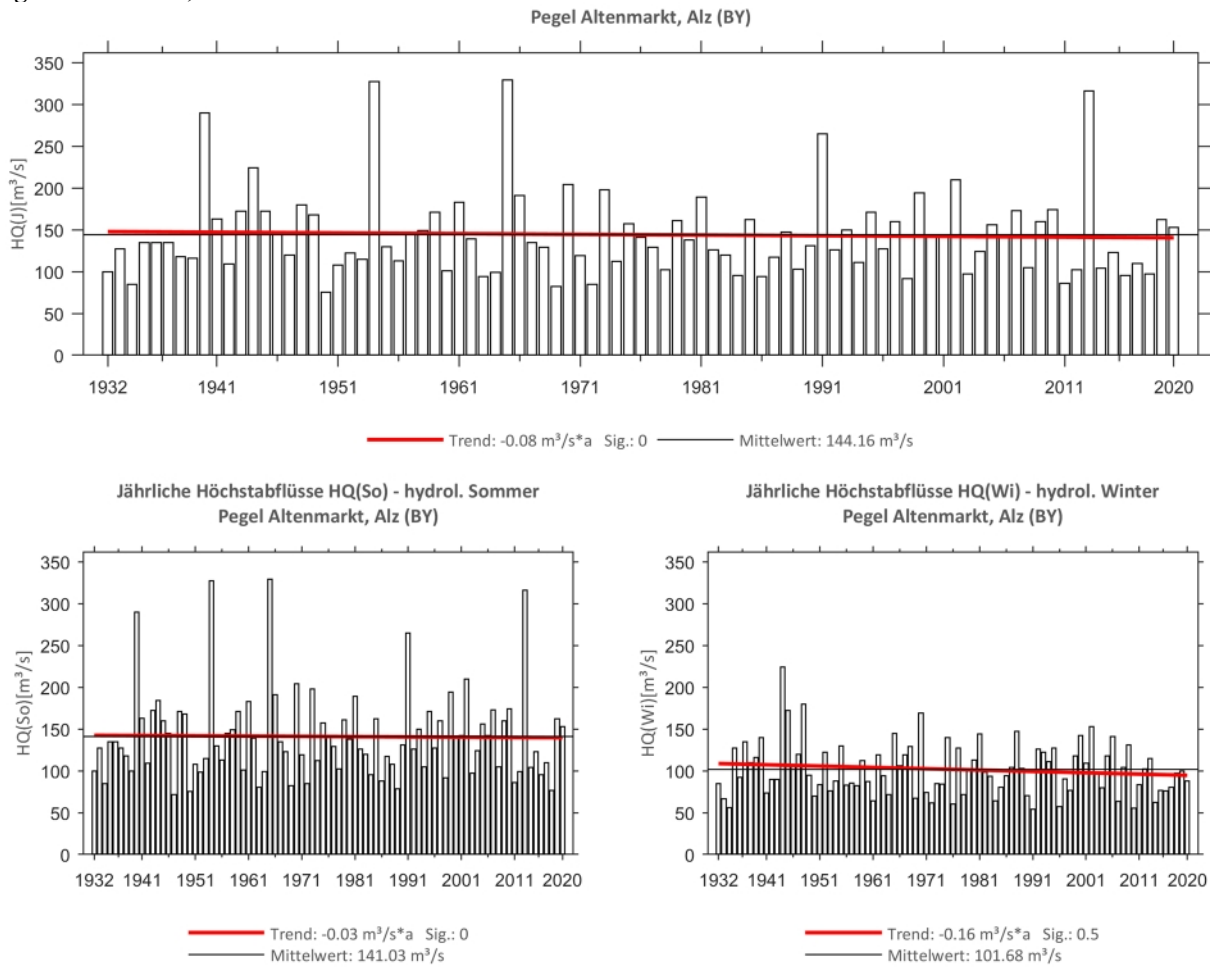 Pegel Altenmarkt, Alz (BY)
HQ(J)[m³/s]
350
300
250
200
150
100
50
0
1932 1941 1951 1961 1971 1981 1991 2001 2011 2020
Trend: -0.08 m³/s*a Sig.: 0 Mittelwert: 144.16 m³/s
Jährliche Höchstabflüsse HQ(So) - hydrol. Sommer
Pegel Altenmarkt, Alz (BY)
HQ(So)[m³/s]
350
300
250
200
150
100
50
0
1932 1941 1951 1961 1971 1981 1991 2001 2011 2020
Trend: -0.03 m³/s*a Sig.: 0
Mittelwert: 141.03 m³/s
Jährliche Höchstabflüsse HQ(Wi) - hydrol. Winter
Pegel Altenmarkt, Alz (BY)
HQ(Wi)[m³/s]
350
300
250
200
150
100
50
0
1932 1941 1951 1961 1971 1981 1991 2001 2011 2020
Trend: -0.16 m³/s*a Sig.: 0.5
Mittelwert: 101.68 m³/s